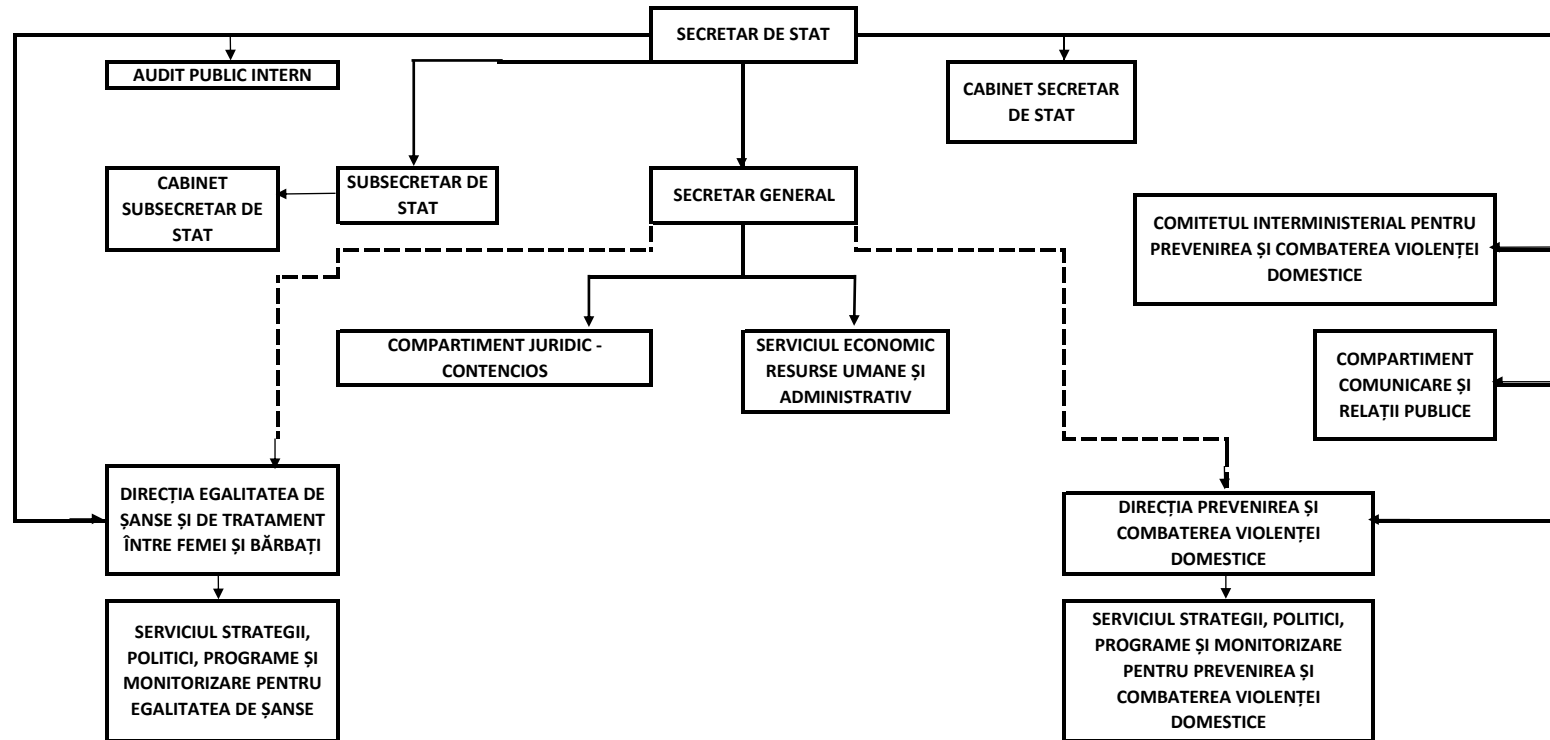 SECRETAR DE STAT
AUDIT PUBLIC INTERN
CABINET SECRETAR
DE STAT
CABINET
SUBSECRETAR DE
STAT
SUBSECRETAR DE
STAT
SECRETAR GENERAL
COMITETUL INTERMINISTERIAL PENTRU
PREVENIREA ȘI COMBATEREA VIOLENȚEI
DOMESTICE
COMPARTIMENT JURIDIC -
CONTENCIOS
SERVICIUL ECONOMIC
RESURSE UMANE ȘI
ADMINISTRATIV
COMPARTIMENT
COMUNICARE ȘI
RELAȚII PUBLICE
DIRECȚIA EGALITATEA DE
ȘANSE ȘI DE TRATAMENT
ÎNTRE FEMEI ȘI BĂRBAȚI
DIRECȚIA PREVENIREA ȘI
COMBATEREA VIOLENȚEI
DOMESTICE
SERVICIUL STRATEGII,
POLITICI, PROGRAME ȘI
MONITORIZARE PENTRU
EGALITATEA DE ȘANSE
SERVICIUL STRATEGII, POLITICI,
PROGRAME ȘI MONITORIZARE
PENTRU PREVENIREA ȘI
COMBATEREA VIOLENȚEI
DOMESTICE